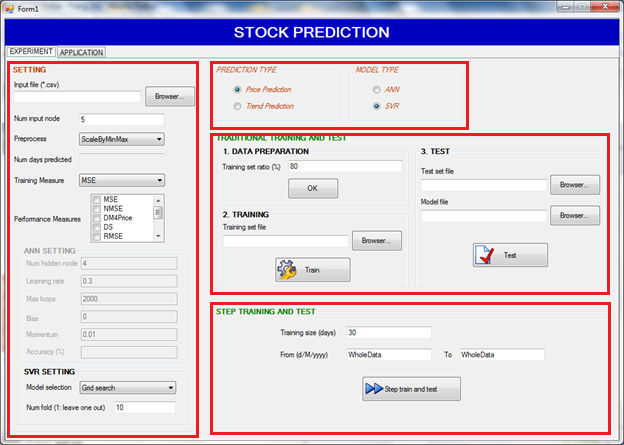 Form1
STOCK PREDICTION
EXPERIMENT APPLICATION
SETTING
Input file (*.csv)
Browser...
Num input node 5
Preprocess ScaleByMinMax
Num days predicted
Training Measure MSE
Performance Measures
MSE
NMSE
DM4Price
DS
RMSE
ANN SETTING
Num hidden node 4
Learning rate 0.3
Max loops 2000
Bias 0
Momentum 0.01
Accuracy (%)
SVR SETTING
Model selection Grid search
Num fold (1: leave one out) 10
PREDICTION TYPE
Price Prediction
Trend Prediction
MODEL TYPE
ANN
SVR
TRADITIONAL TRAINING AND TEST
1. DATA PREPARATION
Training set ratio (%) 80
OK
2. TRAINING
Training set file
Browser...
Train
3. TEST
Test set file
Browser...
Model file
Browser...
Test
STEP TRAINING AND TEST
Training size (days) 30
From (d/M/yyyy) WholeData To WholeData
Step train and test